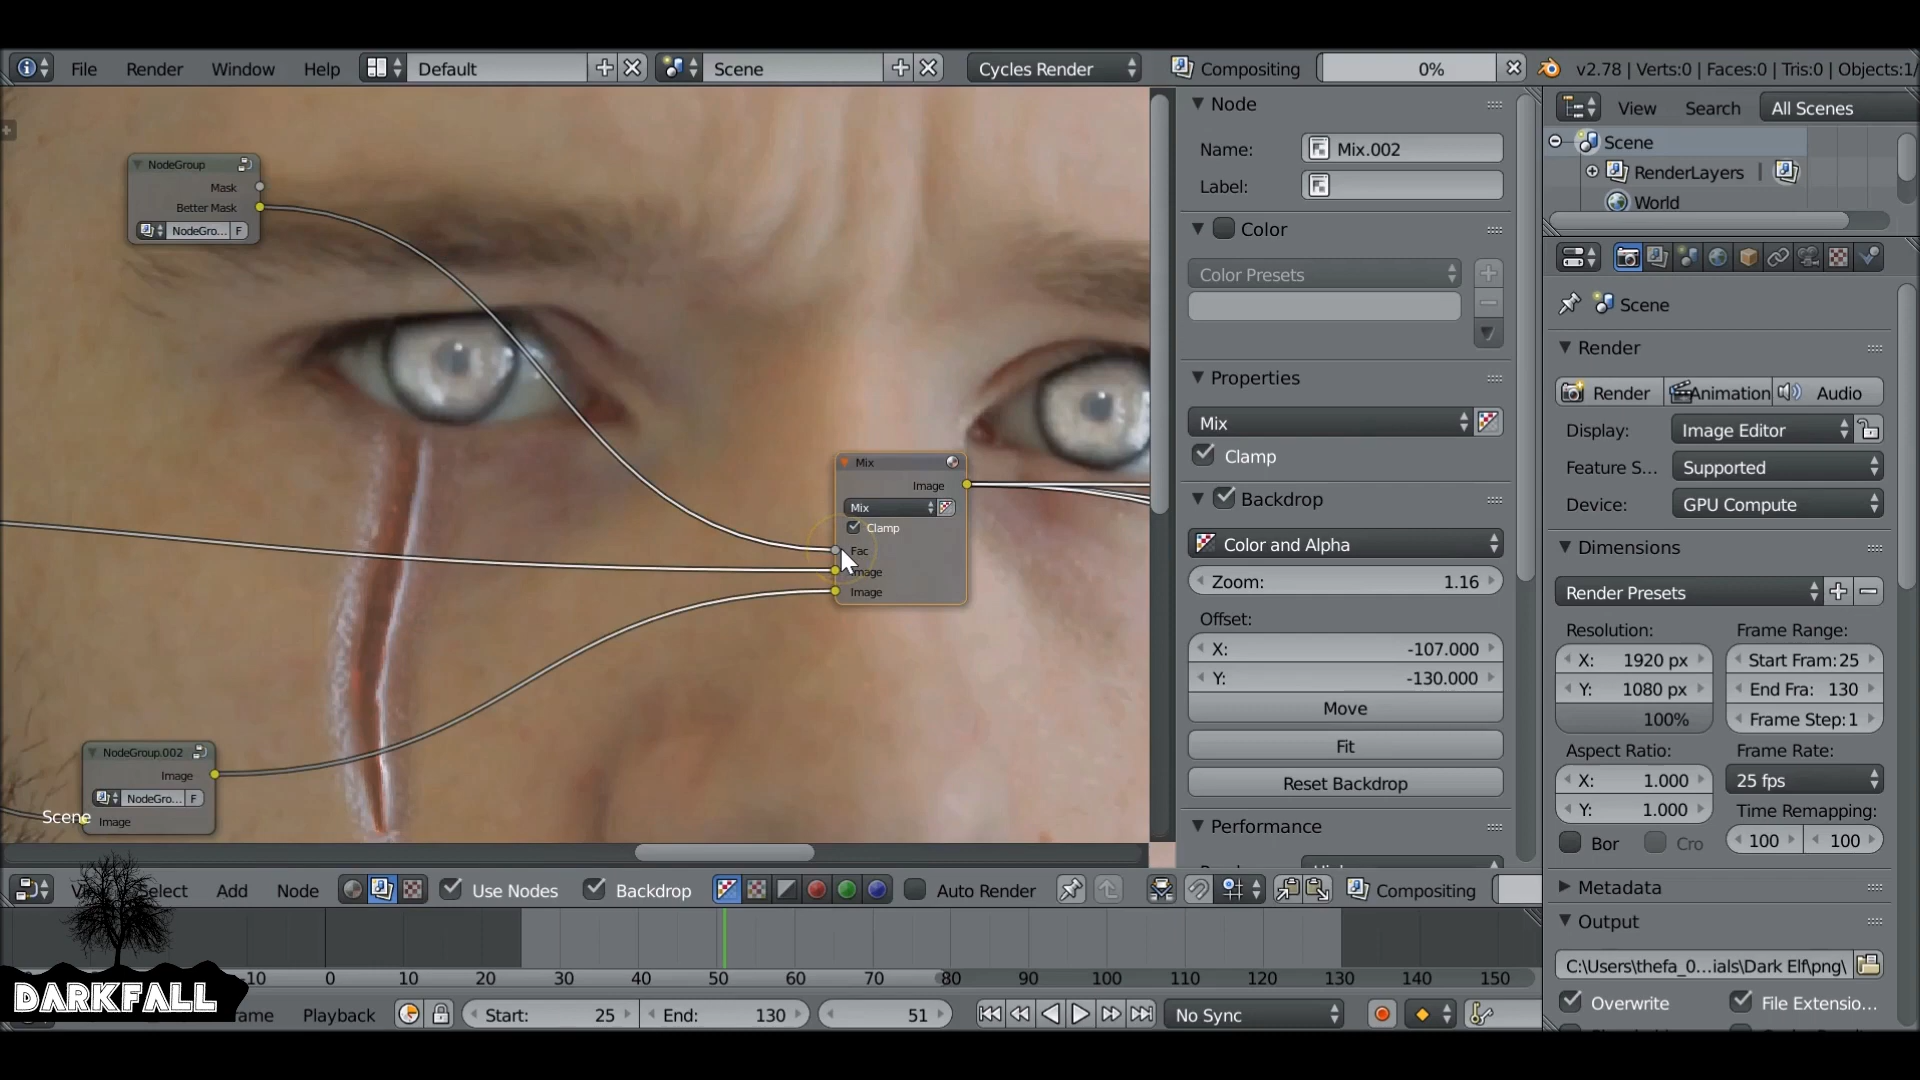 File Render Window Help Default Scene Cycles Render Compositing 0% v2.78 | Verts:0 | Faces:0 | Tris:0 | Objects:1/
NodeGroup
Mask
Better Mask
NodeGro... F
Mix
Image
Mix
Clamp
Fac
Image
Image
NodeGroup.002
Image
NodeGro... F
Image
Scene
Node
Name: Mix.002
Label:
Color
Color Presets
Properties
Mix
Clamp
Backdrop
Color and Alpha
Zoom: 1.16
Offset:
X: -107.000
Y: -130.000
Move
Fit
Reset Backdrop
Performance
View Search All Scenes
Scene
RenderLayers
World
Scene
Render
Render Animation Audio
Display: Image Editor
Feature S... Supported
Device: GPU Compute
Dimensions
Render Presets
Resolution: Frame Range:
X: 1920 px Start Fram: 25
Y: 1080 px End Fra: 130
100% Frame Step: 1
Aspect Ratio: Frame Rate:
X: 1.000 25 fps
Y: 1.000 Time Remapping:
Bor Cro 100 100
Metadata
Output
C:\Users\thefa_0...ials\Dark Elf\png\
Overwrite File Extensio...
Select Add Node Use Nodes Backdrop Auto Render Compositing
-10 0 10 20 30 40 50 60 70 80 90 100 110 120 130 140 150
DARKFALL
Playback Start: 25 End: 130 51 No Sync